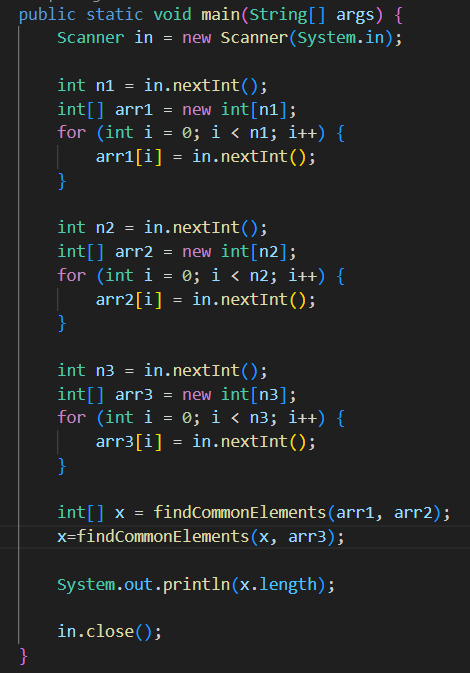 public static void main(String[] args) {
Scanner in = new Scanner(System.in);
int n1 = in.nextInt();
int[] arr1 = new int[n1];
for (int i = 0; i < n1; i++) {
arr1[i] = in.nextInt();
}
int n2 = in.nextInt();
int[] arr2 = new int[n2];
for (int i = 0; i < n2; i++) {
arr2[i] = in.nextInt();
}
int n3 = in.nextInt();
int[] arr3 = new int[n3];
for (int i = 0; i < n3; i++) {
arr3[i] = in.nextInt();
}
int[] x = findCommonElements(arr1, arr2);
x=findCommonElements(x, arr3);
System.out.println(x.length);
in.close();
}